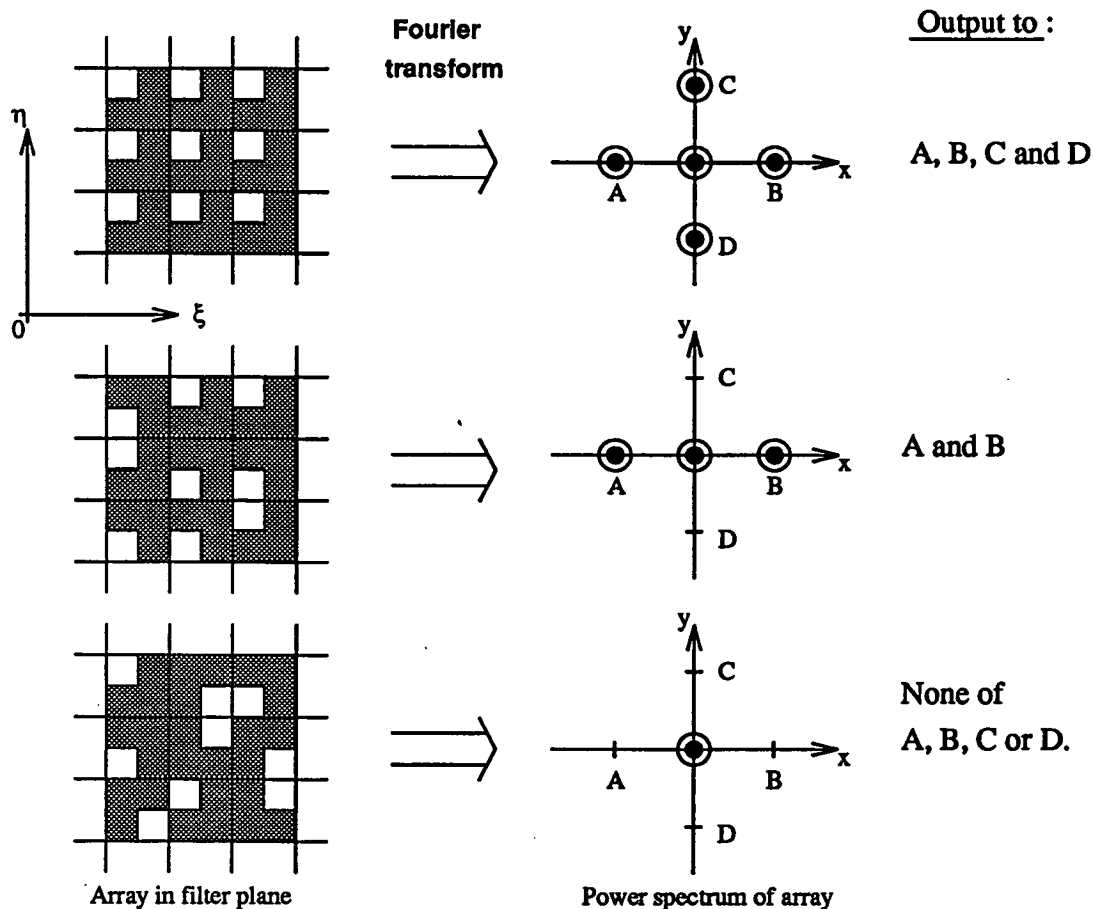 Fourier
transform
Output to :
η
0
ξ
y
C
x
A
B
D
A, B, C and D
y
C
x
A
B
D
A and B
y
C
x
A
B
D
None of
A, B, C or D.
Array in filter plane
Power spectrum of array